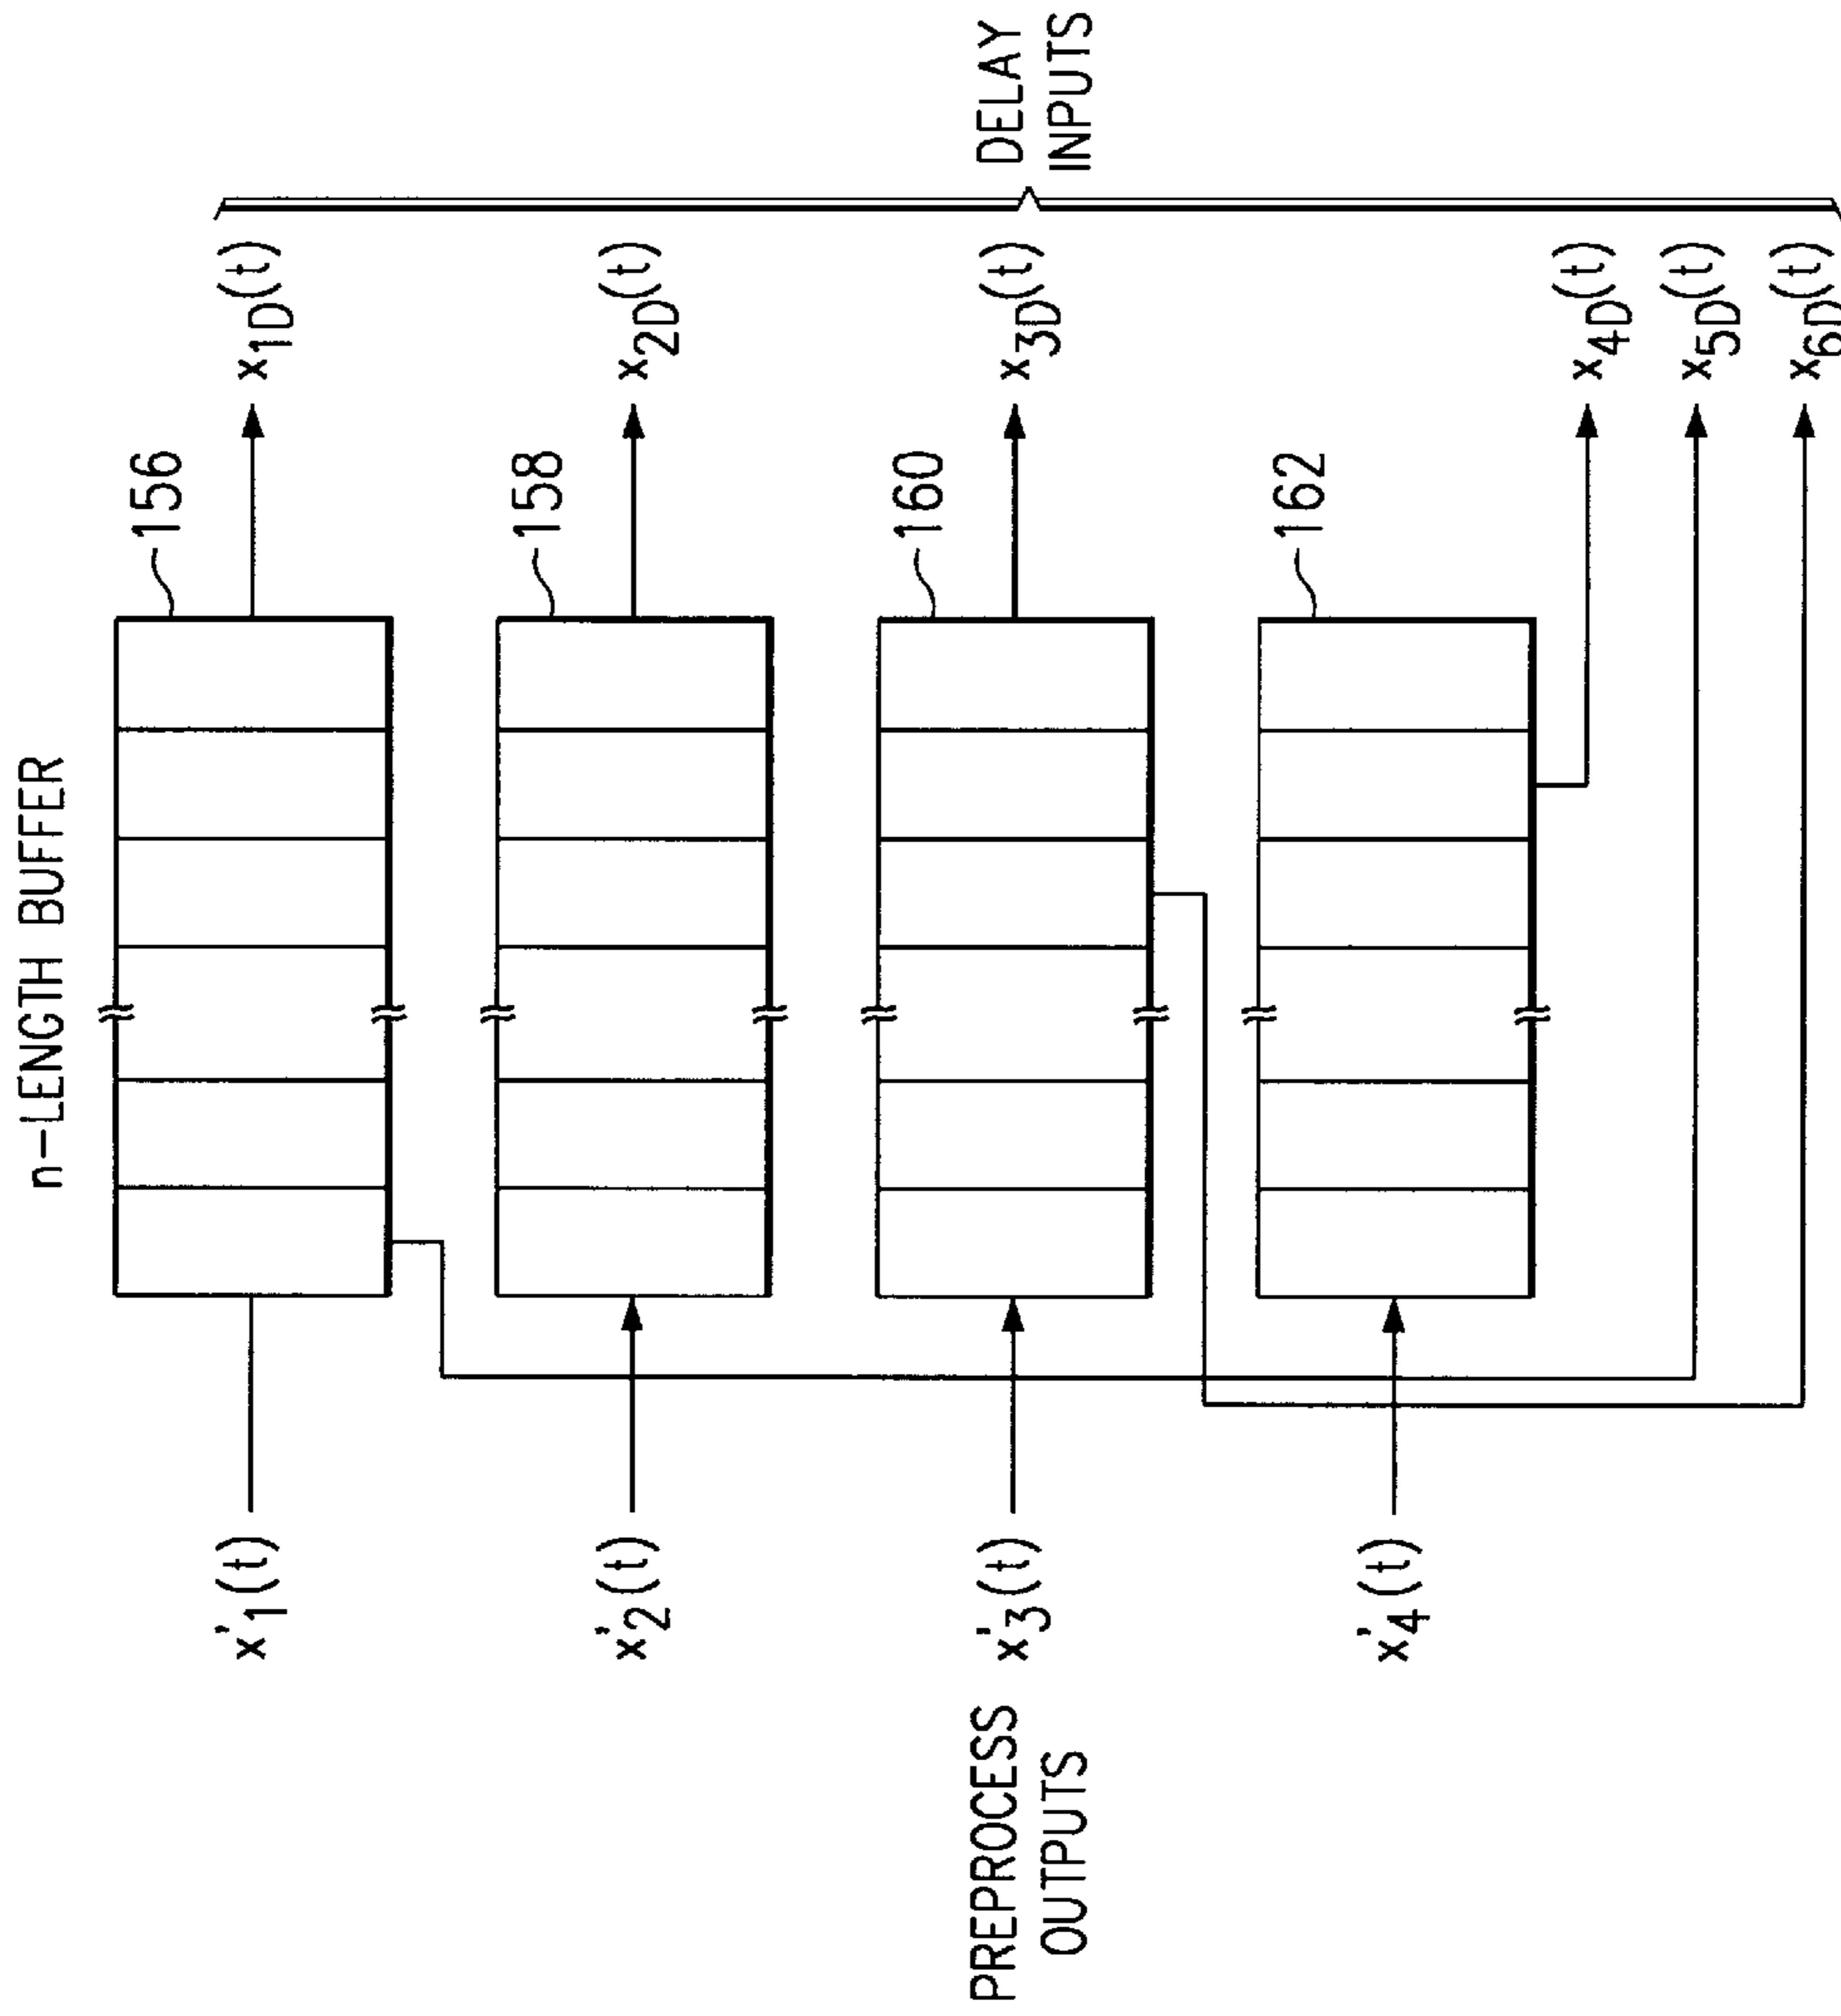 n-LENGTH BUFFER
156
x'1(t)
x1D(t)
158
x'2(t)
x2D(t)
160
PREPROCESS
OUTPUTS
x'3(t)
x3D(t)
DELAY
INPUTS
162
x'4(t)
x4D(t)
x5D(t)
x6D(t)